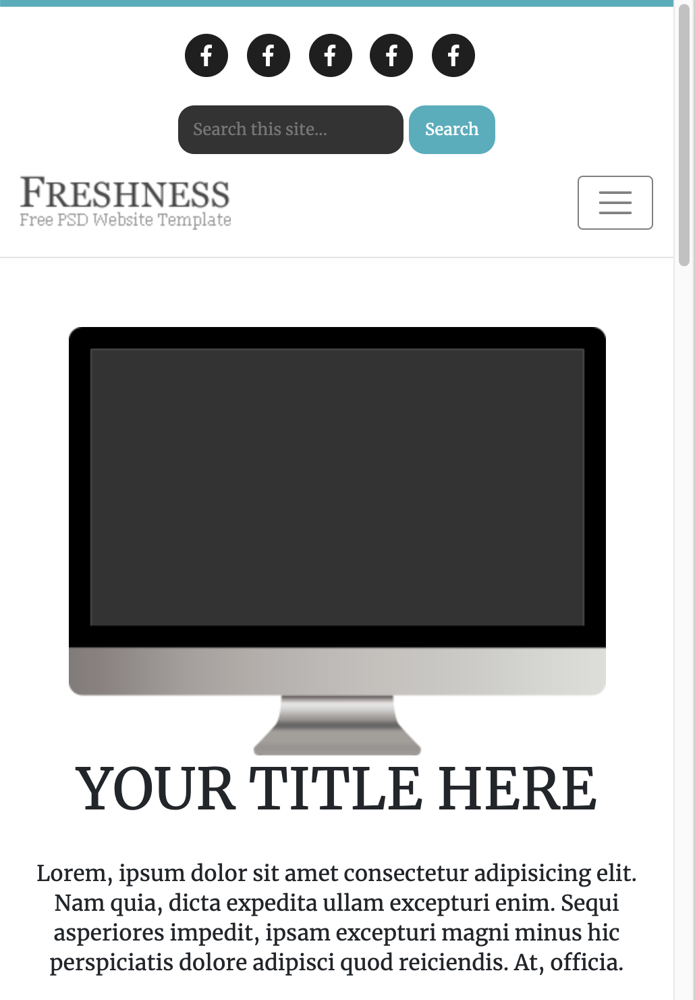 Search this site...
Search
FRESHNESS
Free PSD Website Template
YOUR TITLE HERE
Lorem, ipsum dolor sit amet consectetur adipisicing elit.
Nam quia, dicta expedita ullam excepturi enim. Sequi
asperiores impedit, ipsam excepturi magni minus hic
perspiciatis dolore adipisci quod reiciendis. At, officia.